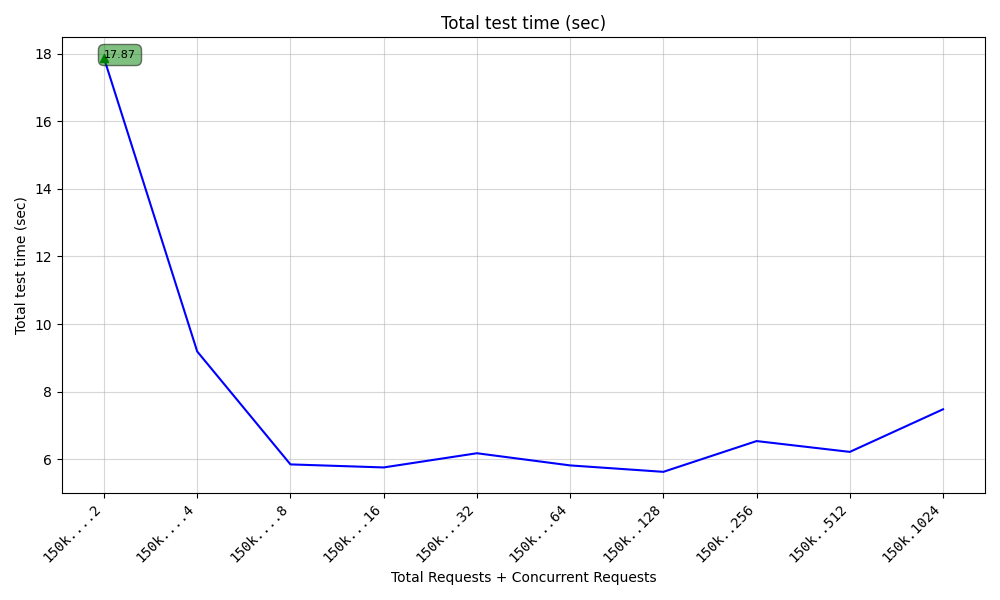 Total test time (sec)
17.87
Total test time (sec)
18
16
14
12
10
8
6
150k....2
150k....4
150k....8
150k...16
150k...32
150k...64
150k..128
150k..256
150k..512
150k.1024
Total Requests + Concurrent Requests